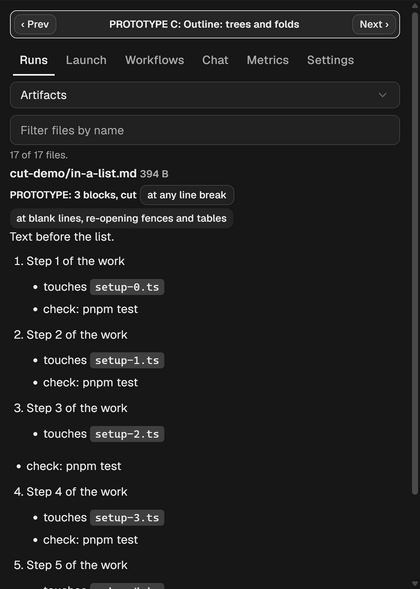 ‹ Prev
PROTOTYPE C: Outline: trees and folds
Next ›
Runs
Launch
Workflows
Chat
Metrics
Settings
Artifacts
Filter files by name
17 of 17 files.
cut-demo/in-a-list.md 394 B
PROTOTYPE: 3 blocks, cut at any line break
at blank lines, re-opening fences and tables
Text before the list.
1. Step 1 of the work
• touches setup-0.ts
• check: pnpm test
2. Step 2 of the work
• touches setup-1.ts
• check: pnpm test
3. Step 3 of the work
• touches setup-2.ts
• check: pnpm test
4. Step 4 of the work
• touches setup-3.ts
• check: pnpm test
5. Step 5 of the work